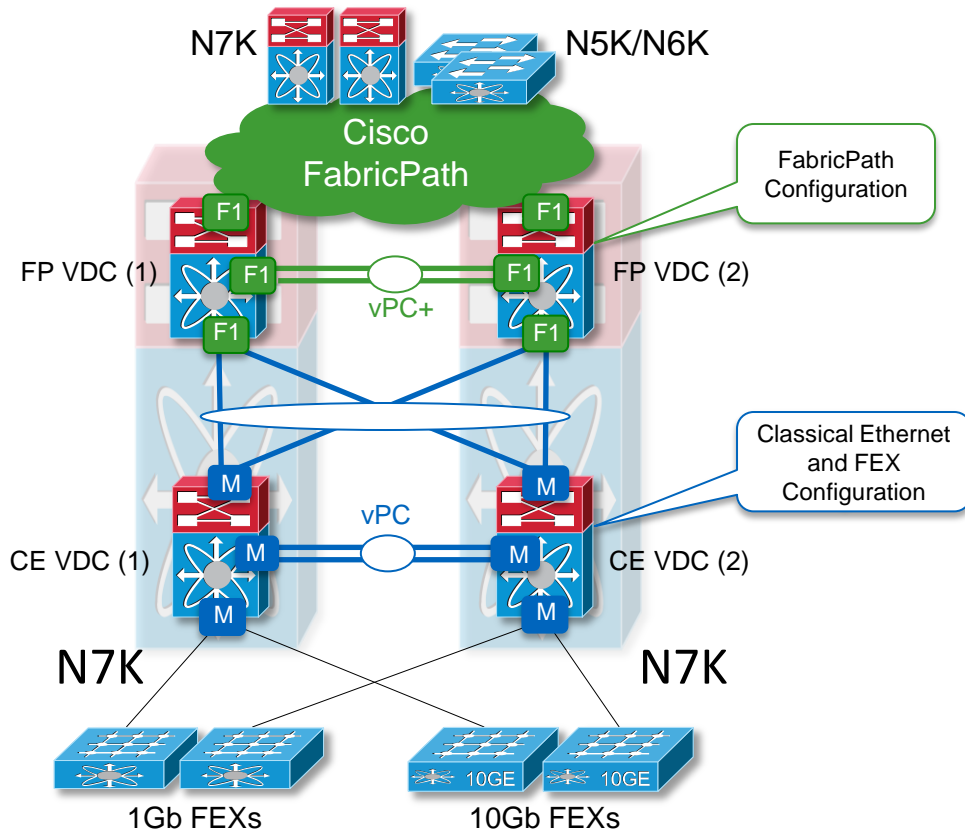 N7K
N5K/N6K
Cisco
FabricPath
FabricPath
Configuration
F1
F1
FP VDC (1)
F1
F1
FP VDC (2)
vPC+
F1
F1
Classical Ethernet
and FEX
Configuration
M
M
vPC
CE VDC (1)
M
M
CE VDC (2)
M
M
N7K
N7K
10GE
10GE
1Gb FEXs
10Gb FEXs